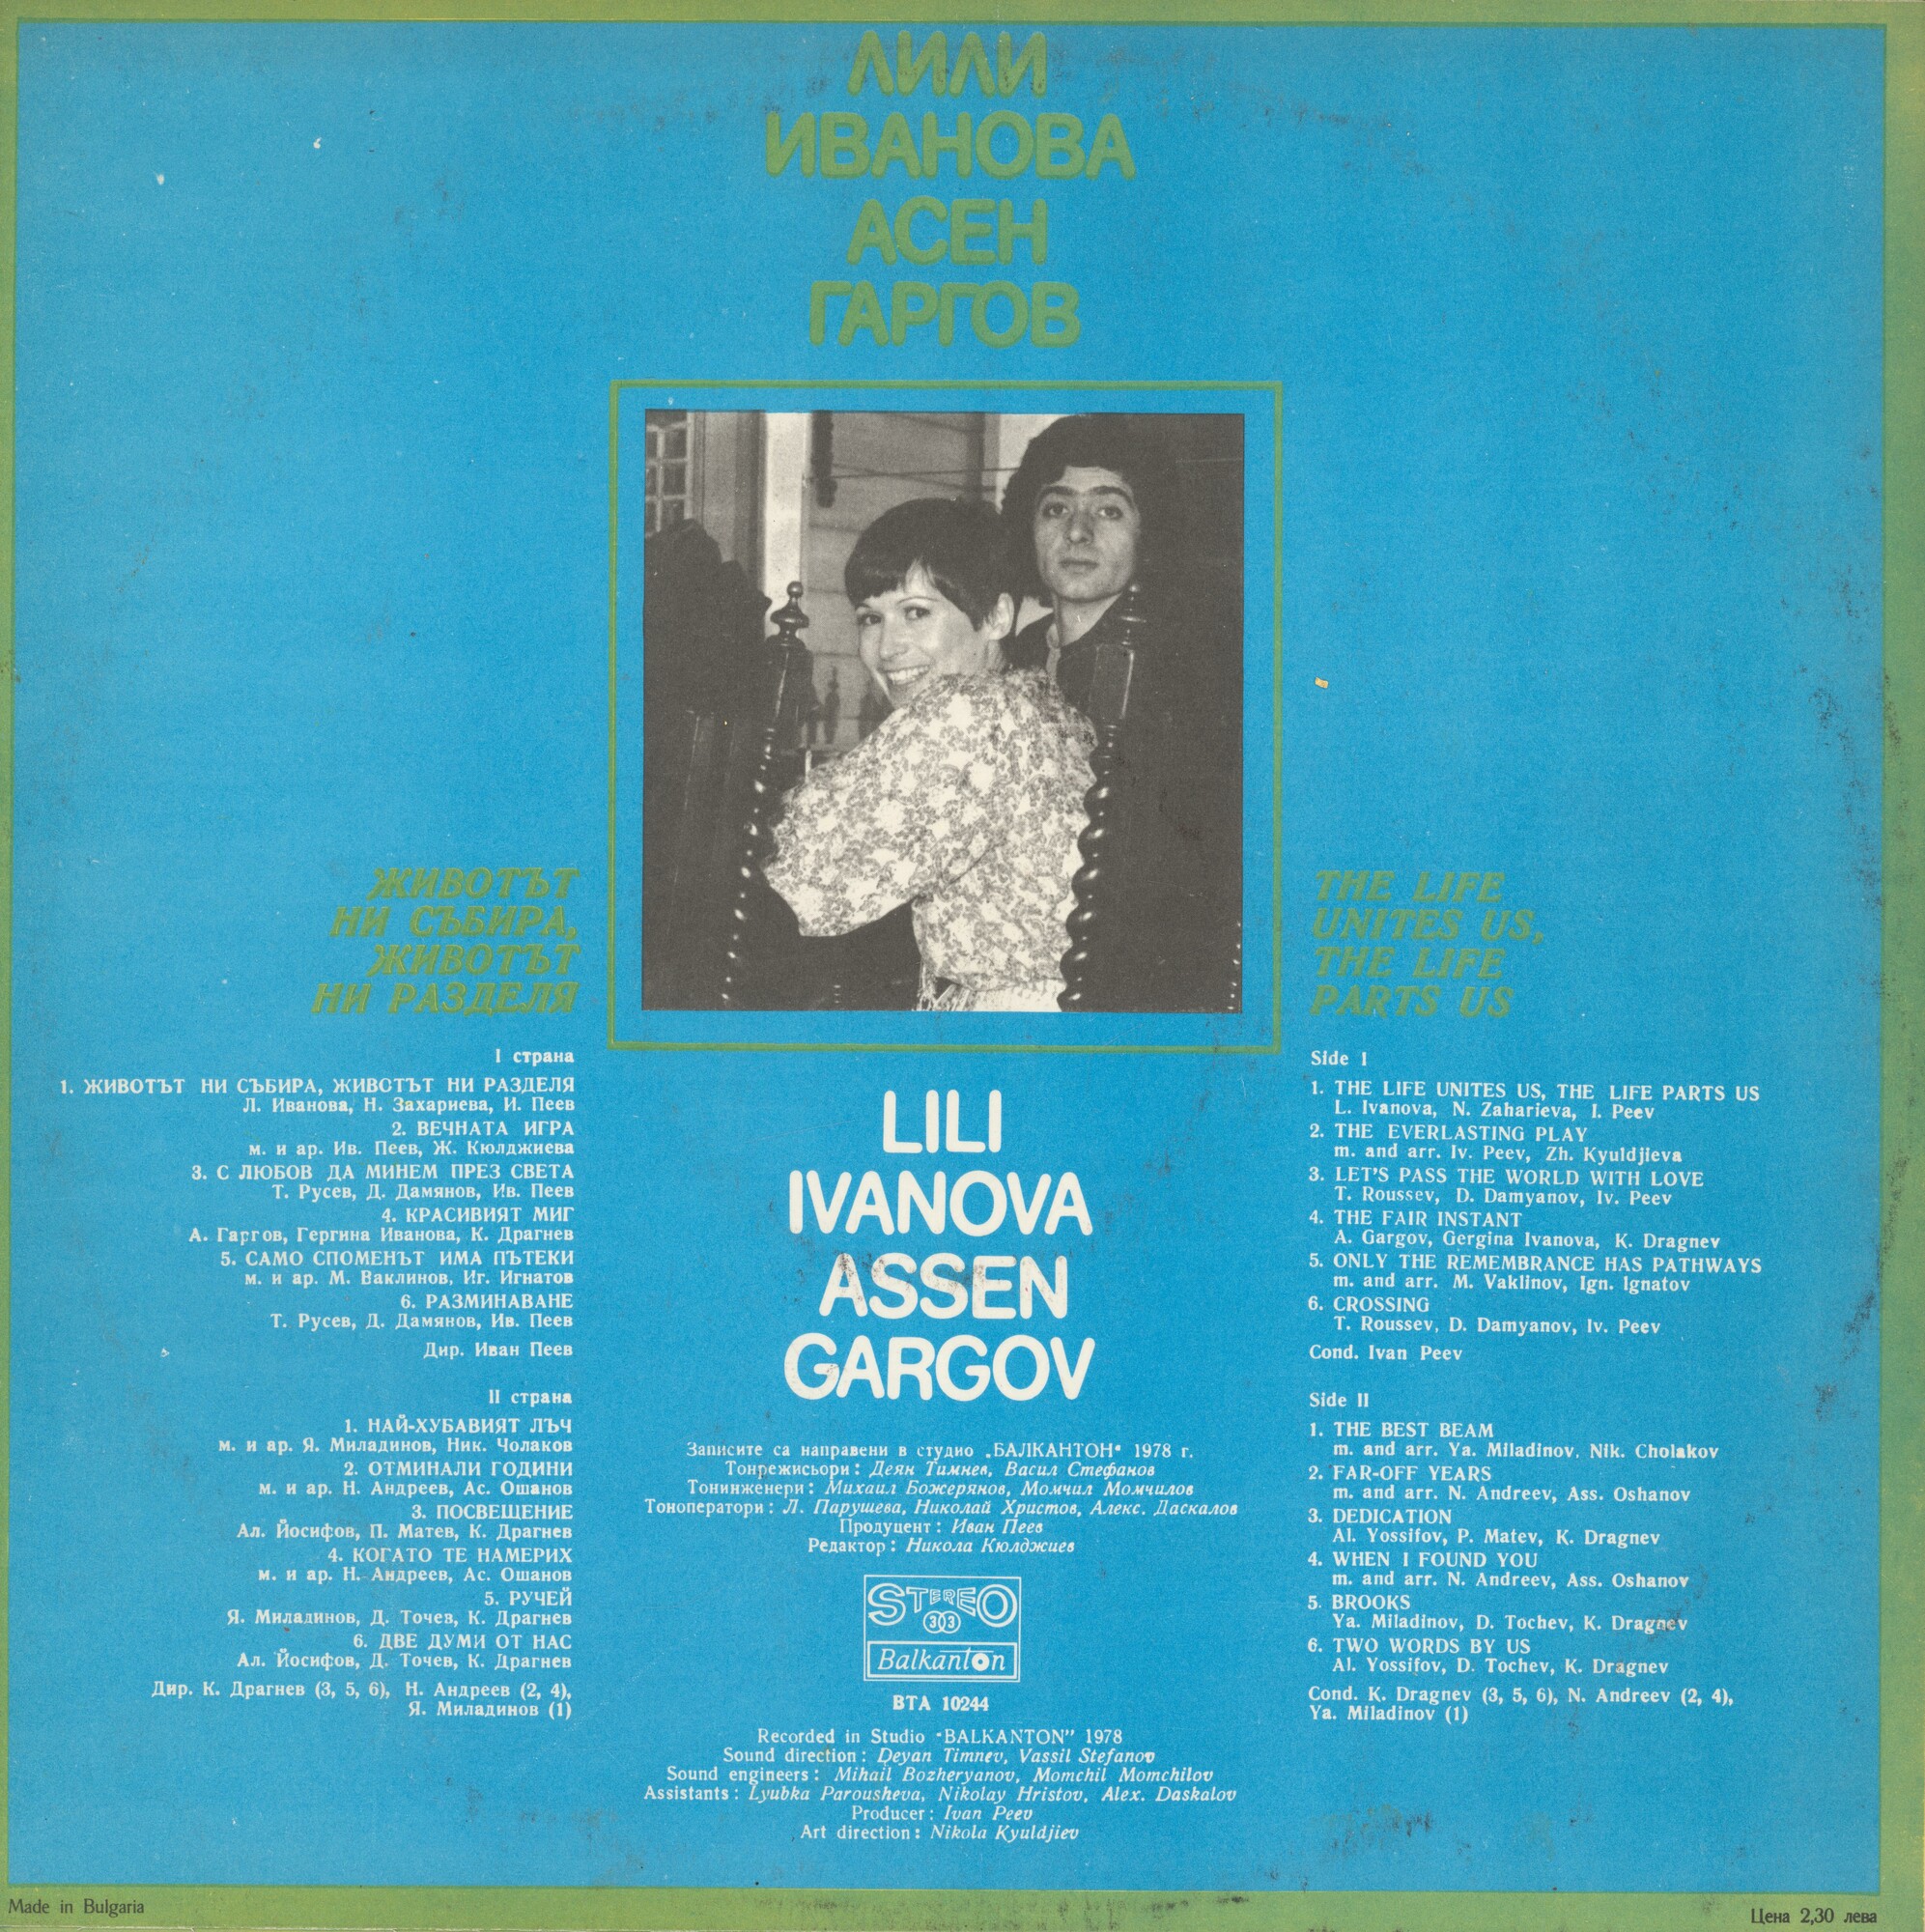 ЛИЛИ
ИВАНОВА
АСЕН
ГАРГОВ
ЖИВОТЪТ
НИ СЪБИРА,
ЖИВОТЪТ
НИ РАЗДЕЛЯ
I страна
1. ЖИВОТЪТ НИ СЪБИРА, ЖИВОТЪТ НИ РАЗДЕЛЯ
Л. Иванова, Н. Захариева, И. Пеев
2. ВЕЧНАТА ИГРА
м. и ар. Ив. Пеев, Ж. Кюлджиева
3. С ЛЮБОВ ДА МИНЕМ ПРЕЗ СВЕТА
Т. Русев, Д. Дамянов, Ив. Пеев
4. КРАСИВИЯТ МИГ
А. Гаргов, Гергина Иванова, К. Драгнев
5. САМО СПОМЕНЪТ ИМА ПЪТЕКИ
м. и ар. М. Ваклинов, Иг. Игнатов
6. РАЗМИНАВАНЕ
Т. Русев, Д. Дамянов, Ив. Пеев
Дир. Иван Пеев
II страна
1. НАЙ-ХУБАВИЯТ ЛЪЧ
м. и ар. Я. Миладинов, Ник. Чолаков
2. ОТМИНАЛИ ГОДИНИ
м. и ар. Н. Андреев, Ас. Ошанов
3. ПОСВЕЩЕНИЕ
Ал. Йосифов, П. Матев, К. Драгнев
4. КОГАТО ТЕ НАМЕРИХ
м. и ар. Н. Андреев, Ас. Ошанов
5. РУЧЕЙ
Я. Миладинов, Д. Точев, К. Драгнев
6. ДВЕ ДУМИ ОТ НАС
Ал. Йосифов, Д. Точев, К. Драгнев
Дир. К. Драгнев (3, 5, 6), Н. Андреев (2, 4),
Я. Миладинов (1)
LILI
IVANOVA
ASSEN
GARGOV
Записите са направени в студио „БАЛКАНТОН“ 1978 г.
Тонрежисьори: Деян Тимнев, Васил Стефанов
Тонинженери: Михаил Божерянов, Момчил Момчилов
Тоноператори: Л. Парушева, Николай Христов, Алекс. Даскалов
Продуцент: Иван Пеев
Редактор: Никола Кюлджиев
STEREO
33
Balkanton
ВТА 10244
Recorded in Studio "BALKANTON" 1978
Sound direction: Deyan Timnev, Vassil Stefanov
Sound engineers: Mihail Bozheryanov, Momchil Momchilov
Assistants: Lyubka Parousheva, Nikolay Hristov, Alex. Daskalov
Producer: Ivan Peev
Art direction: Nikola Kyuldjiev
THE LIFE
UNITES US,
THE LIFE
PARTS US
Side I
1. THE LIFE UNITES US, THE LIFE PARTS US
L. Ivanova, N. Zaharieva, I. Peev
2. THE EVERLASTING PLAY
m. and arr. Iv. Peev, Zh. Kyuldjieva
3. LET'S PASS THE WORLD WITH LOVE
T. Roussev, D. Damyanov, Iv. Peev
4. THE FAIR INSTANT
A. Gargov, Gergina Ivanova, K. Dragnev
5. ONLY THE REMEMBRANCE HAS PATHWAYS
m. and arr. M. Vaklinov, Ign. Ignatov
6. CROSSING
T. Roussev, D. Damyanov, Iv. Peev
Cond. Ivan Peev
Side II
1. THE BEST BEAM
m. and arr. Ya. Miladinov, Nik. Cholakov
2. FAR-OFF YEARS
m. and arr. N. Andreev, Ass. Oshanov
3. DEDICATION
Al. Yossifov, P. Matev, K. Dragnev
4. WHEN I FOUND YOU
m. and arr. N. Andreev, Ass. Oshanov
5. BROOKS
Ya. Miladinov, D. Tochev, K. Dragnev
6. TWO WORDS BY US
Al. Yossifov, D. Tochev, K. Dragnev
Cond. K. Dragnev (3, 5, 6), N. Andreev (2, 4),
Ya. Miladinov (1)
Made in Bulgaria
Цена 2,30 лева